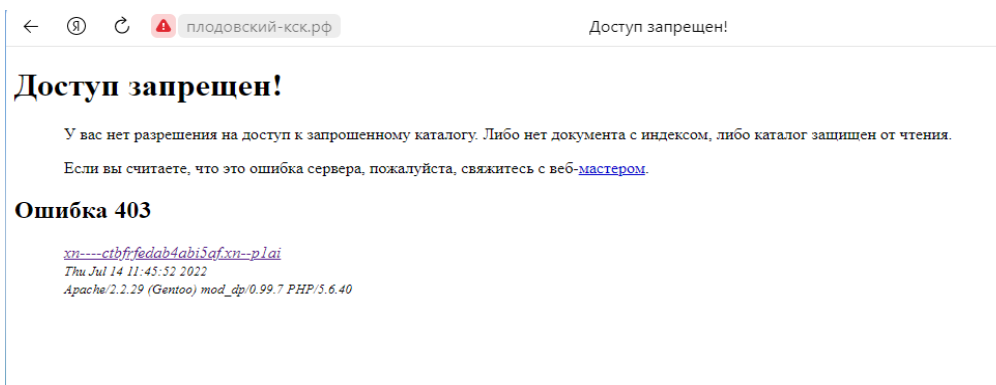 Я плодовский-кск.рф Доступ запрещен!
Доступ запрещен!
У вас нет разрешения на доступ к запрошенному каталогу. Либо нет документа с индексом, либо каталог защищен от чтения.
Если вы считаете, что это ошибка сервера, пожалуйста, свяжитесь с веб-мастером.
Ошибка 403
xn----ctbfrfedab4abi5af.xn--p1ai
Thu Jul 14 11:45:52 2022
Apache/2.2.29 (Gentoo) mod_dp/0.99.7 PHP/5.6.40